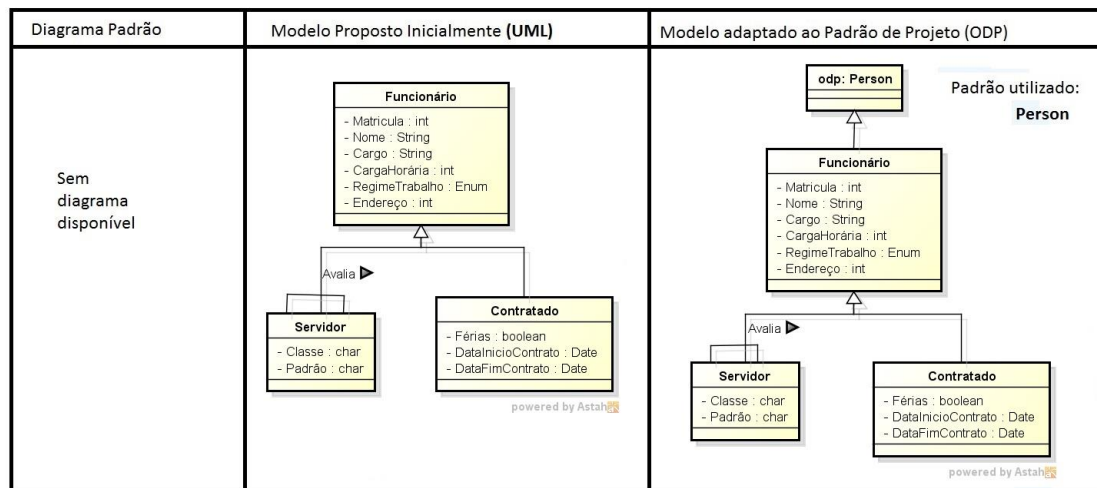 Diagrama Padrão
Modelo Proposto Inicialmente (UML)
Modelo adaptado ao Padrão de Projeto (ODP)
Sem
diagrama
disponível
Funcionário
- Matricula : int
- Nome : String
- Cargo : String
- CargaHorária : int
- RegimeTrabalho : Enum
- Endereço : int
Avalia
Servidor
- Classe : char
- Padrão : char
Contratado
- Férias : boolean
- DataInicioContrato : Date
- DataFimContrato : Date
powered by Astah
odp: Person
Padrão utilizado:
Person
Funcionário
- Matricula : int
- Nome : String
- Cargo : String
- CargaHorária : int
- RegimeTrabalho : Enum
- Endereço : int
Avalia
Servidor
- Classe : char
- Padrão : char
Contratado
- Férias : boolean
- DataInicioContrato : Date
- DataFimContrato : Date
powered by Astah